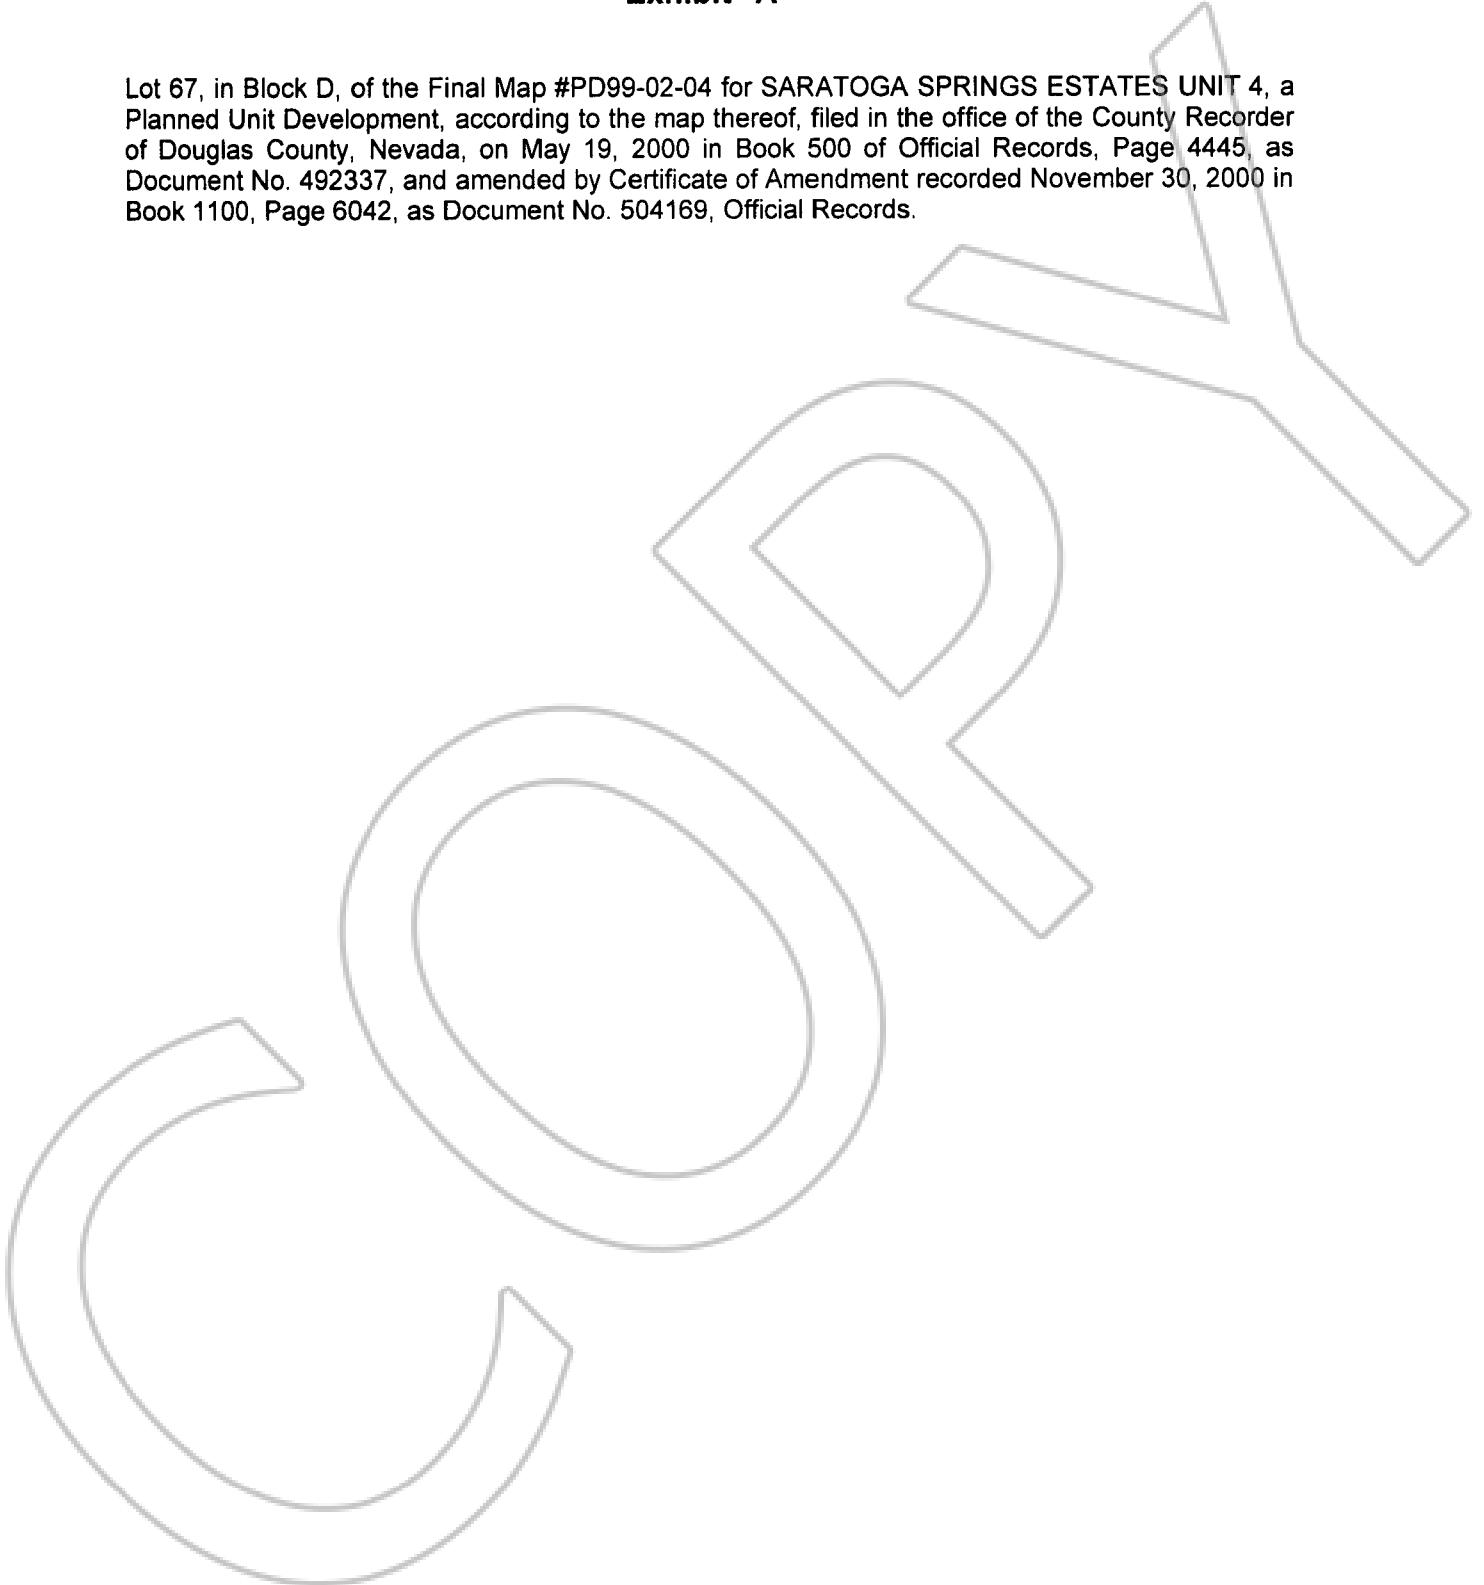 Exhibit "A"
Lot 67, in Block D, of the Final Map #PD99-02-04 for SARATOGA SPRINGS ESTATES UNIT 4, a
Planned Unit Development, according to the map thereof, filed in the office of the County Recorder
of Douglas County, Nevada, on May 19, 2000 in Book 500 of Official Records, Page 4445, as
Document No. 492337, and amended by Certificate of Amendment recorded November 30, 2000 in
Book 1100, Page 6042, as Document No. 504169, Official Records.
COPY